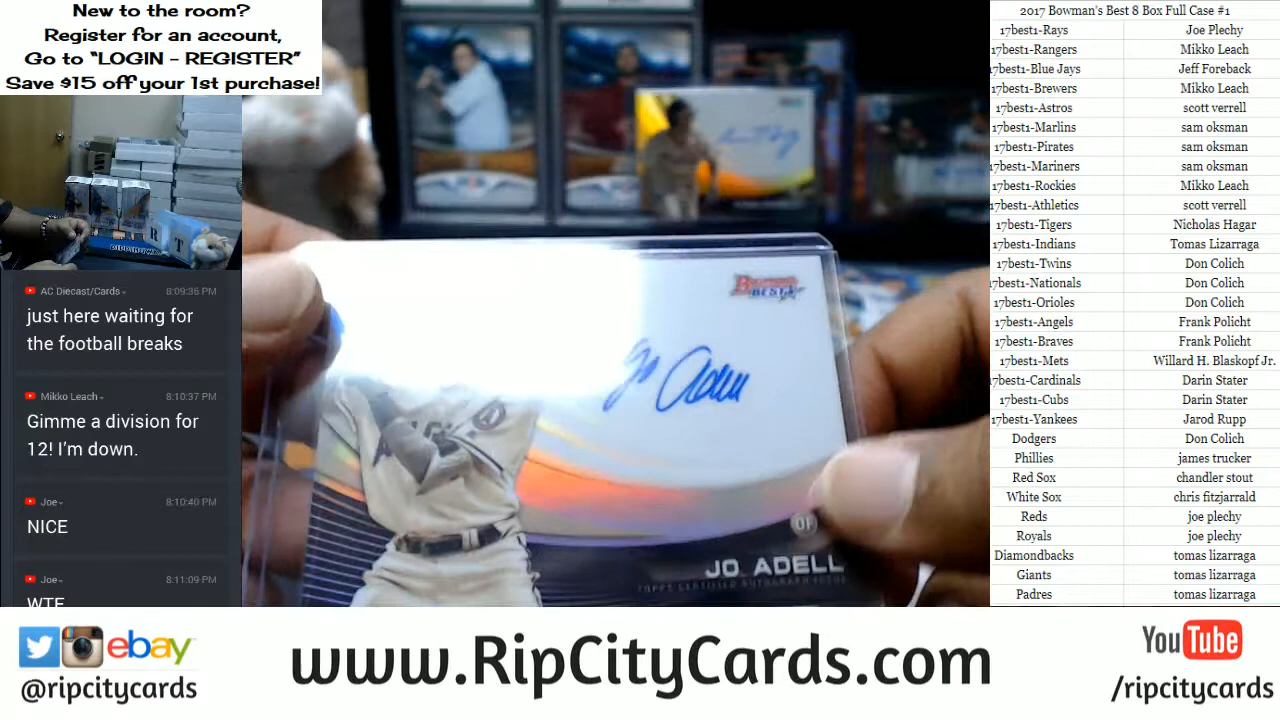 New to the room?
Register for an account,
Go to “LOGIN - REGISTER”
Save $15 off your 1st purchase!
AC Diecast/Cards
8:09:36 PM
just here waiting for
the football breaks
Mikko Leach
8:10:37 PM
Gimme a division for
12! I'm down.
Joe
8:10:40 PM
NICE
Joe
8:11:09 PM
WTF
R T
Bowman's
BEST
Jo Adell
OF
JO ADELL
TOPPS CERTIFIED AUTOGRAPH ISSUE
2017 Bowman's Best 8 Box Full Case #1
17best1-Rays Joe Plechy
17best1-Rangers Mikko Leach
17best1-Blue Jays Jeff Foreback
17best1-Brewers Mikko Leach
17best1-Astros scott verrell
17best1-Marlins sam oksman
17best1-Pirates sam oksman
17best1-Mariners sam oksman
17best1-Rockies Mikko Leach
17best1-Athletics scott verrell
17best1-Tigers Nicholas Hagar
17best1-Indians Tomas Lizarraga
17best1-Twins Don Colich
17best1-Nationals Don Colich
17best1-Orioles Don Colich
17best1-Angels Frank Policht
17best1-Braves Frank Policht
17best1-Mets Willard H. Blaskopf Jr.
17best1-Cardinals Darin Stater
17best1-Cubs Darin Stater
17best1-Yankees Jarod Rupp
Dodgers Don Colich
Phillies james trucker
Red Sox chandler stout
White Sox chris fitzjarrald
Reds joe plechy
Royals joe plechy
Diamondbacks tomas lizarraga
Giants tomas lizarraga
Padres tomas lizarraga
ebay
@ripcitycards
www.RipCityCards.com
YouTube
/ripcitycards